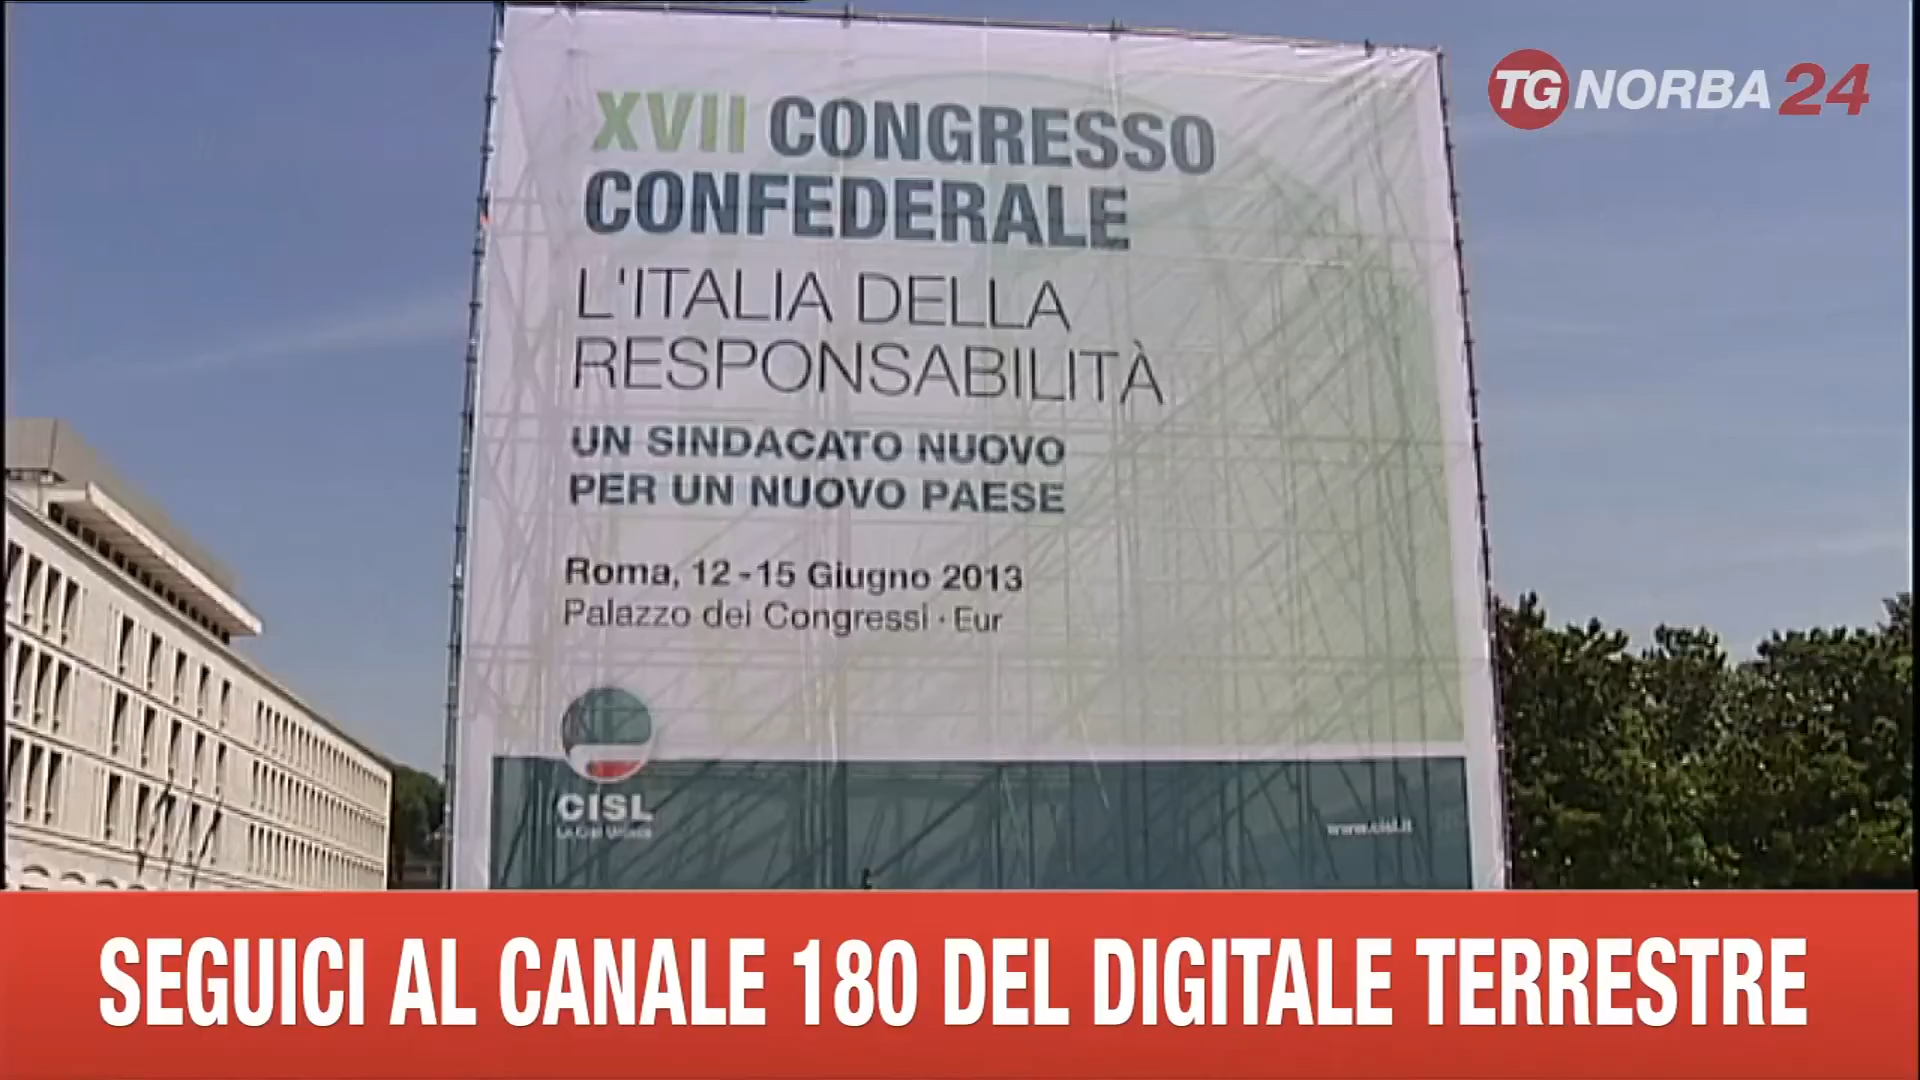 TG NORBA 24
XVII CONGRESSO
CONFEDERALE
L'ITALIA DELLA
RESPONSABILITÀ
UN SINDACATO NUOVO
PER UN NUOVO PAESE
Roma, 12-15 Giugno 2013
Palazzo dei Congressi · Eur
CISL
www.cisl.it
SEGUICI AL CANALE 180 DEL DIGITALE TERRESTRE